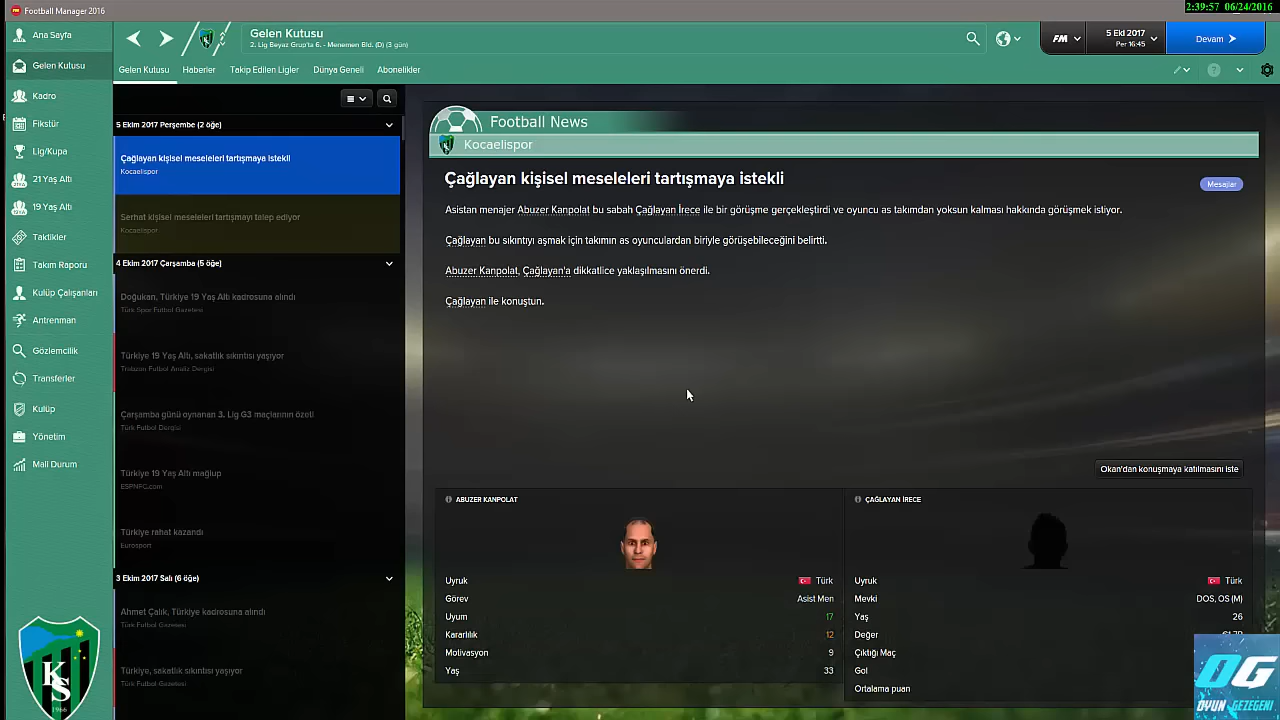 Football Manager 2016
2:39:57 06/24/2016
Ana Sayfa
Gelen Kutusu
Kadro
Fikstür
Lig/Kupa
21 Yaş Altı
19 Yaş Altı
Taktikler
Takım Raporu
Kulüp Çalışanları
Antrenman
Gözlemcilik
Transferler
Kulüp
Yönetim
Mali Durum
KS
1966
Gelen Kutusu
2. Lig Beyaz Grup'ta 6. - Menemen Bld. (D) (3 gün)
FM
5 Eki 2017
Per 16:45
Devam
Gelen Kutusu Haberler Takip Edilen Ligler Dünya Geneli Abonelikler
5 Ekim 2017 Perşembe (2 öğe)
Çağlayan kişisel meseleleri tartışmaya istekli
Kocaelispor
Serhat kişisel meseleleri tartışmayı talep ediyor
Kocaelispor
4 Ekim 2017 Çarşamba (5 öğe)
Doğukan, Türkiye 19 Yaş Altı kadrosuna alındı
Türk Spor Futbol Gazetesi
Türkiye 19 Yaş Altı, sakatlık sıkıntısı yaşıyor
Trabzon Futbol Analiz Dergisi
Çarşamba günü oynanan 3. Lig G3 maçlarının özeti
Türk Futbol Dergisi
Türkiye 19 Yaş Altı mağlup
ESPNFC.com
Türkiye rahat kazandı
Eurosport
3 Ekim 2017 Salı (6 öğe)
Ahmet Çalık, Türkiye kadrosuna alındı
Türk Futbol Gazetesi
Türkiye, sakatlık sıkıntısı yaşıyor
Türk Futbol Gazetesi
Football News
Kocaelispor
Çağlayan kişisel meseleleri tartışmaya istekli
Mesajlar
Asistan menajer Abuzer Kanpolat bu sabah Çağlayan İrece ile bir görüşme gerçekleştirdi ve oyuncu as takımdan yoksun kalması hakkında görüşmek istiyor.
Çağlayan bu sıkıntıyı aşmak için takımın as oyunculardan biriyle görüşebileceğini belirtti.
Abuzer Kanpolat, Çağlayan'a dikkatlice yaklaşılmasını önerdi.
Çağlayan ile konuştun.
Okan'dan konuşmaya katılmasını iste
ABUZER KANPOLAT
Uyruk Türk
Görev Asist Men
Uyum 17
Kararlılık 12
Motivasyon 9
Yaş 33
ÇAĞLAYAN İRECE
Uyruk Türk
Mevki DOS, OS (M)
Yaş 26
Değer
Çıktığı Maç
Gol
Ortalama puan
OG
OYUN GEZEGENİ